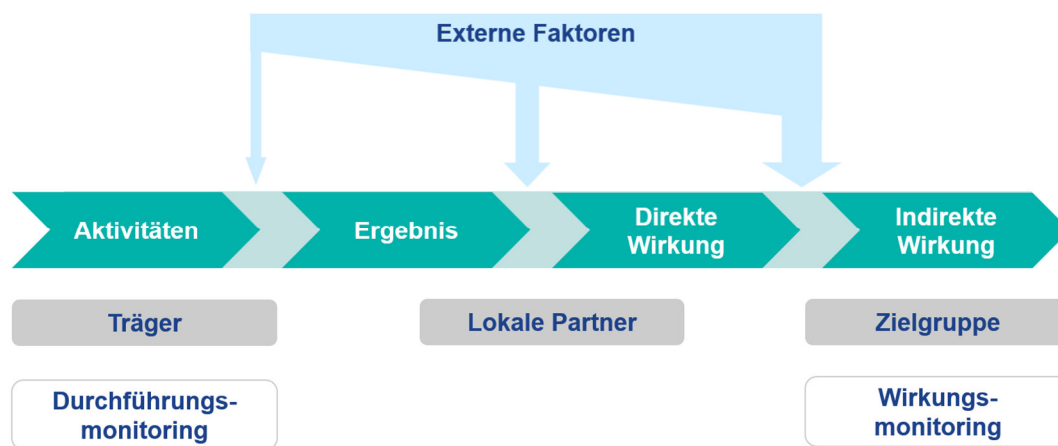 Externe Faktoren
Aktivitäten
Ergebnis
Direkte
Wirkung
Indirekte
Wirkung
Träger
Lokale Partner
Zielgruppe
Durchführungs-
monitoring
Wirkungs-
monitoring